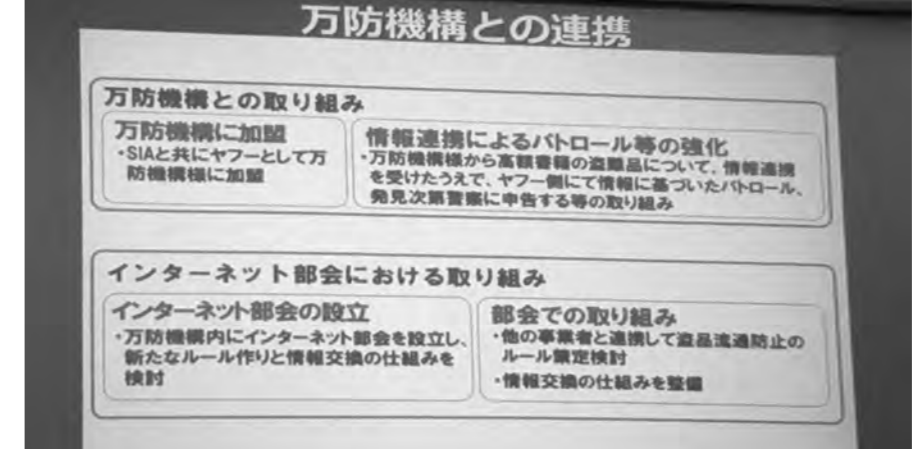 万防機構との連携
万防機構との取り組み
万防機構に加盟
・SIAと共にヤフーとして万
防機構様に加盟
情報連携によるパトロール等の強化
・万防機構様から高額書籍の盗難品について、情報連携
を受けたうえで、ヤフー側にて情報に基づいたパトロール、
発見次第警察に申告する等の取り組み
インターネット部会における取り組み
インターネット部会の設立
・万防機構内にインターネット部会を設立し、
新たなルール作りと情報交換の仕組みを
検討
部会での取り組み
・他の事業者と連携して盗品流通防止の
ルール策定検討
・情報交換の仕組みを整備